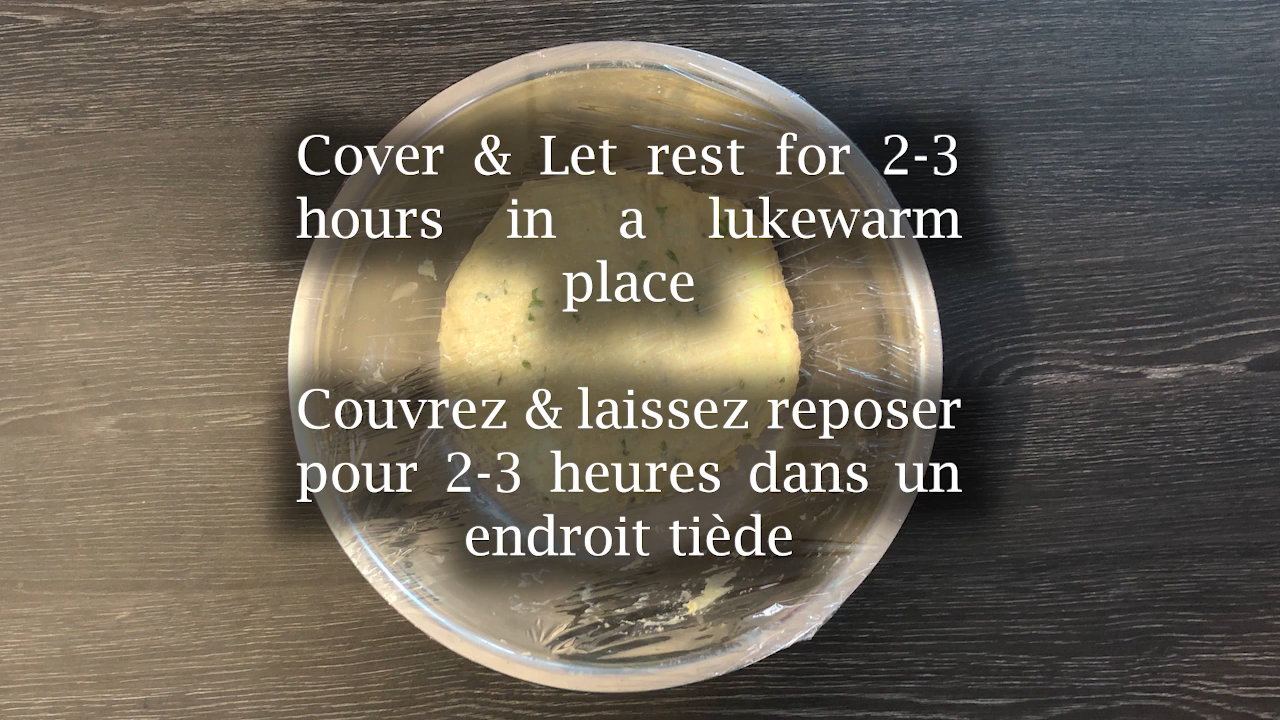 Cover & Let rest for 2-3
hours in a lukewarm
place
Couvrez & laissez reposer
pour 2-3 heures dans un
endroit tiède